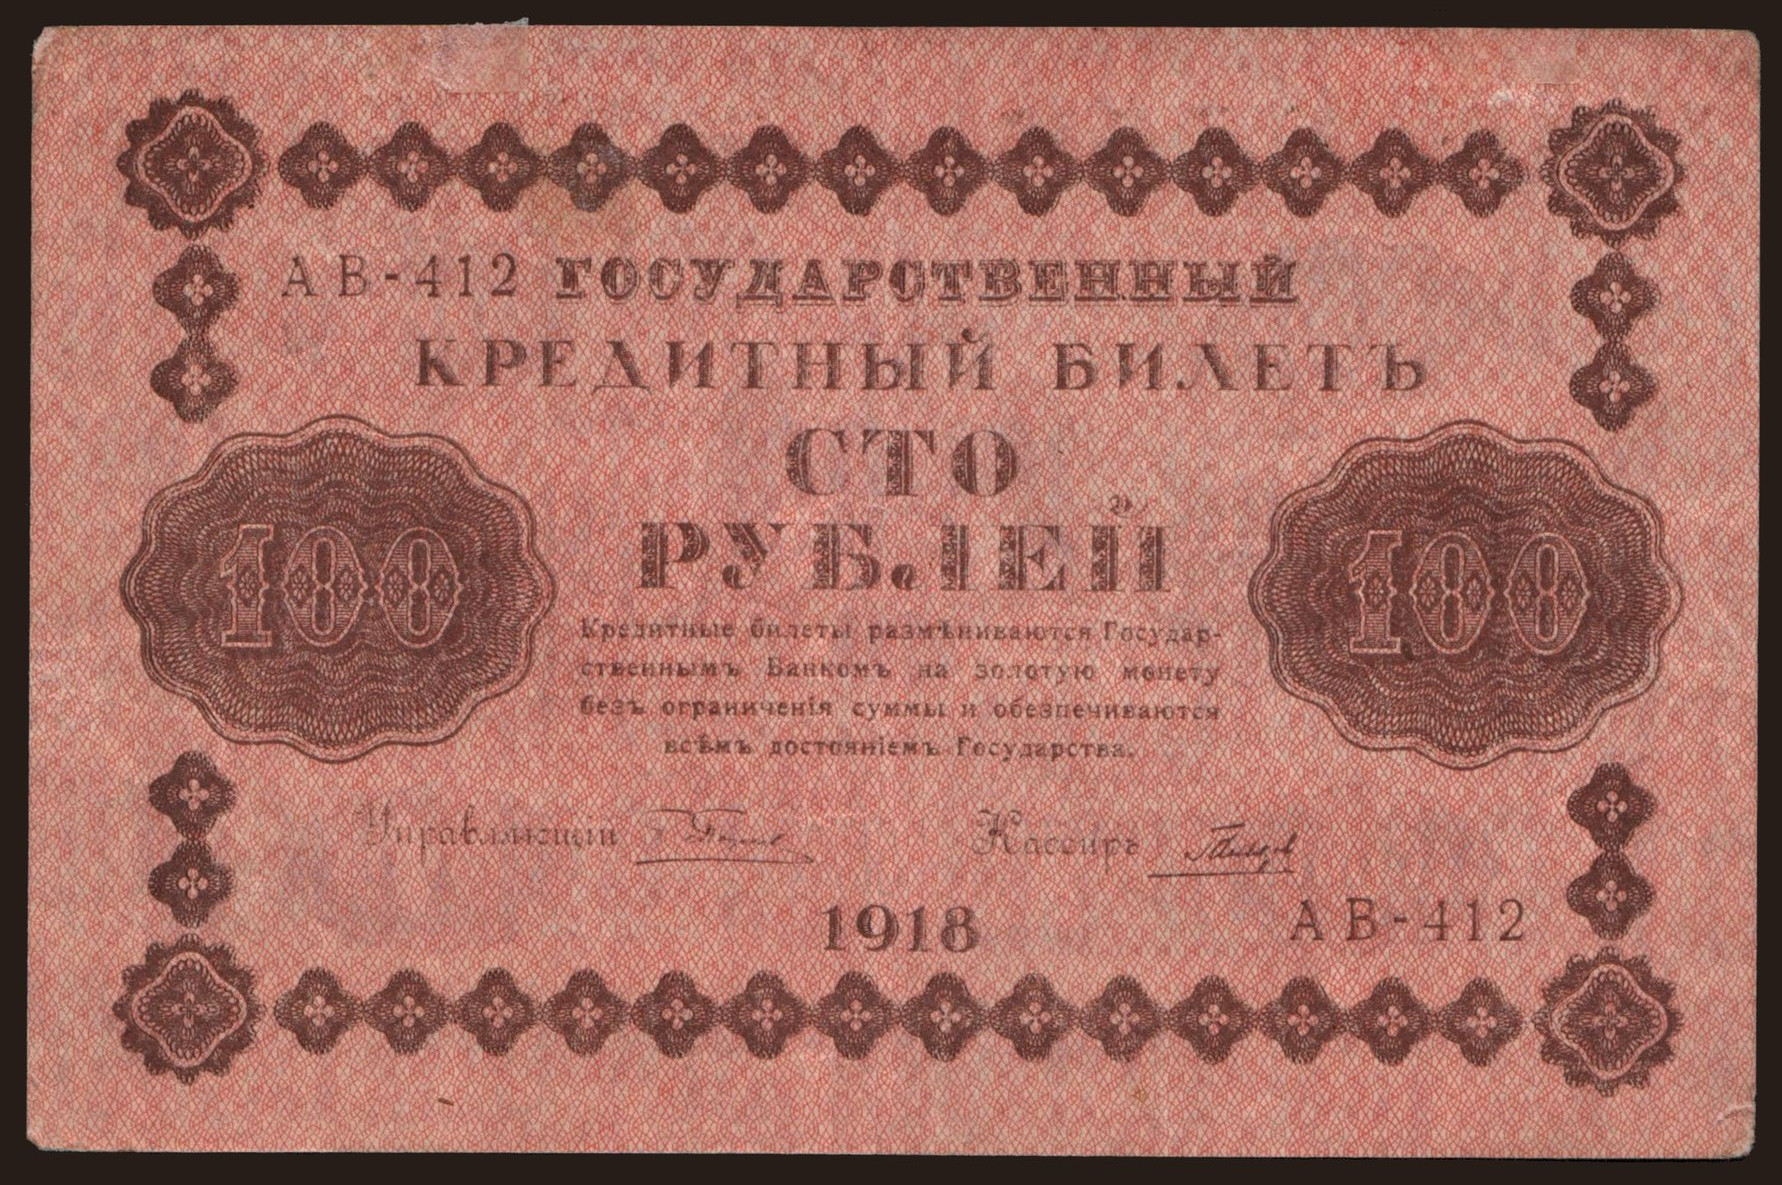 АВ-412 ГОСУДАРСТВЕННЫЙ
КРЕДИТНЫЙ БИЛЕТЪ
СТО
РУБЛЕЙ
100
100
Кредитные билеты размѣниваются Государ-
ственнымъ Банкомъ на золотую монету
безъ ограниченія суммы и обезпечиваются
всѣмъ достояніемъ Государства.
Управляющій
Кассиръ
1918
АВ-412